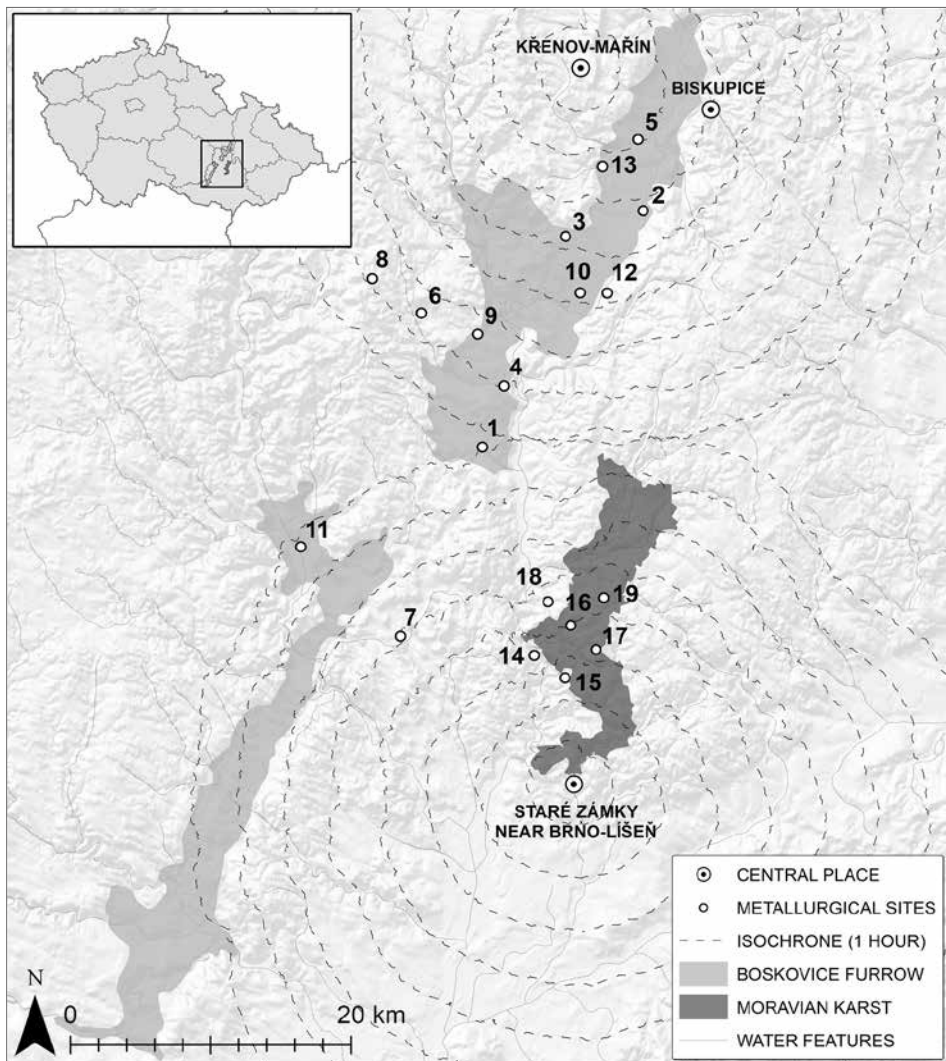 KŘENOV-MAŘÍN
BISKUPICE
5
13
2
3
8
10
12
6
9
4
1
11
18
16
19
7
17
14
15
STARÉ ZÁMKY
NEAR BRŇO-LÍŠEŇ
CENTRAL PLACE
METALLURGICAL SITES
ISOCHRONE (1 HOUR)
BOSKOVICE FURROW
MORAVIAN KARST
WATER FEATURES
N
0 20 km